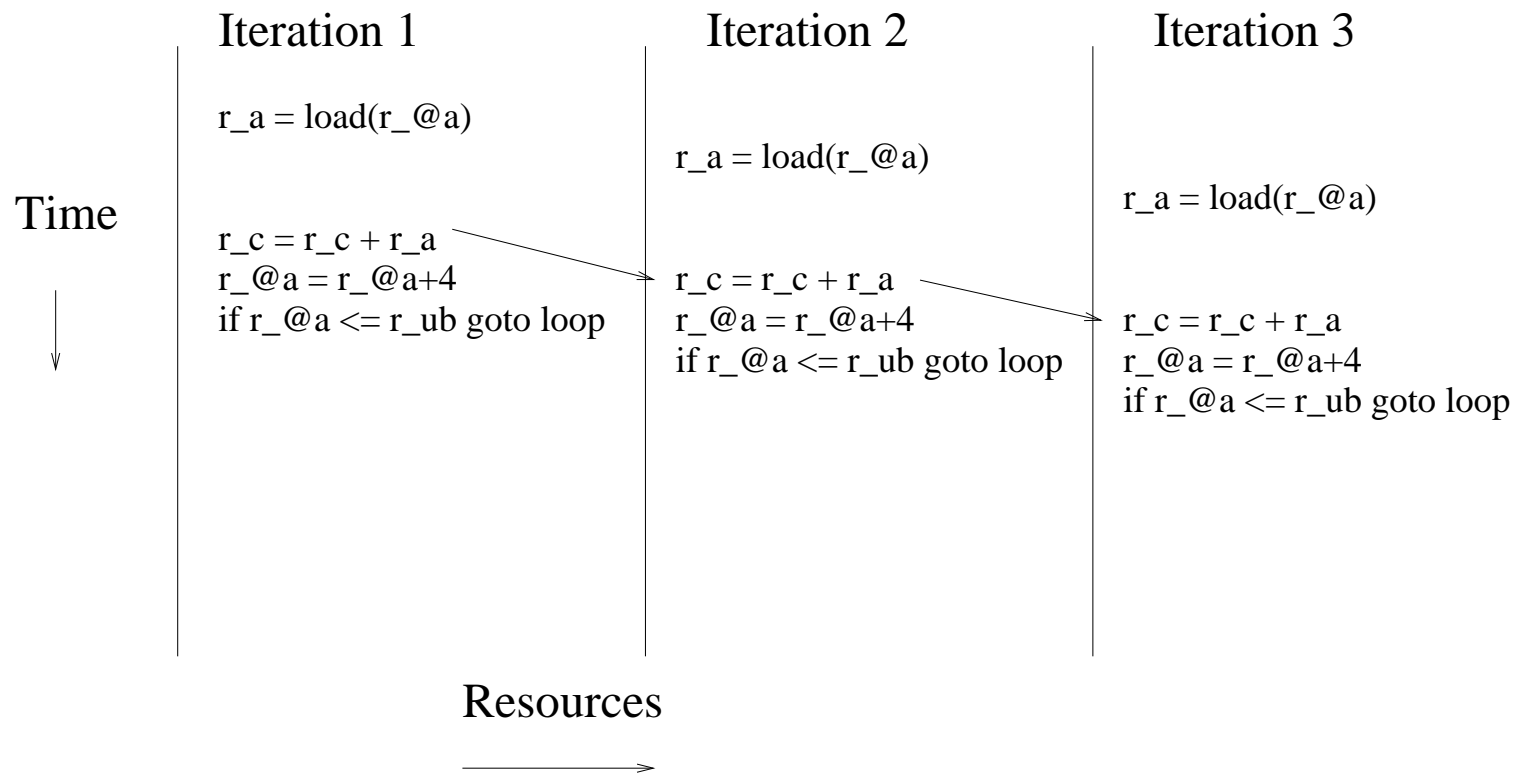 Iteration 1
Iteration 2
Iteration 3
Time
r_a = load(r_@a)
r_c = r_c + r_a
r_@a = r_@a+4
if r_@a <= r_ub goto loop
r_a = load(r_@a)
r_c = r_c + r_a
r_@a = r_@a+4
if r_@a <= r_ub goto loop
r_a = load(r_@a)
r_c = r_c + r_a
r_@a = r_@a+4
if r_@a <= r_ub goto loop
Resources